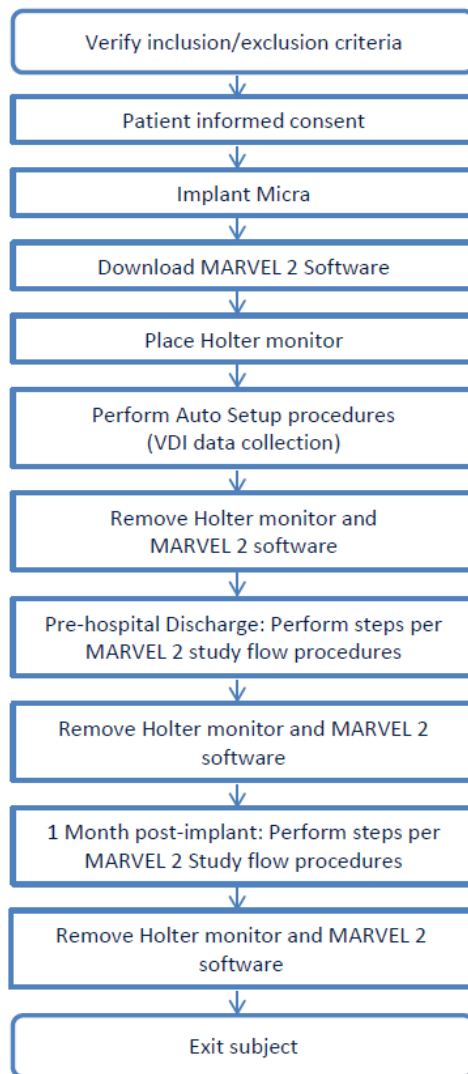 Verify inclusion/exclusion criteria
Patient informed consent
Implant Micra
Download MARVEL 2 Software
Place Holter monitor
Perform Auto Setup procedures
(VDI data collection)
Remove Holter monitor and
MARVEL 2 software
Pre-hospital Discharge: Perform steps per
MARVEL 2 study flow procedures
Remove Holter monitor and MARVEL 2
software
1 Month post-implant: Perform steps per
MARVEL 2 Study flow procedures
Remove Holter monitor and MARVEL 2
software
Exit subject